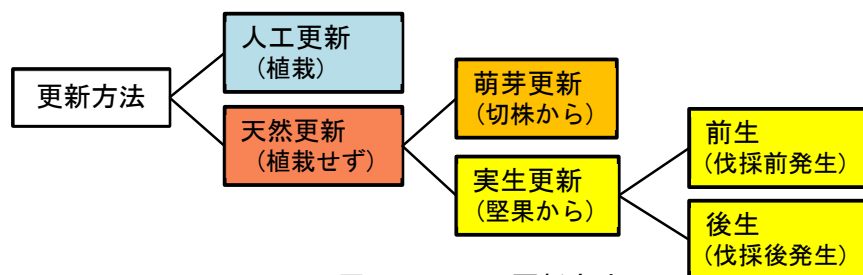 更新方法
人工更新
(植栽)
天然更新
(植栽せず)
萌芽更新
(切株から)
実生更新
(堅果から)
前生
(伐採前発生)
後生
(伐採後発生)